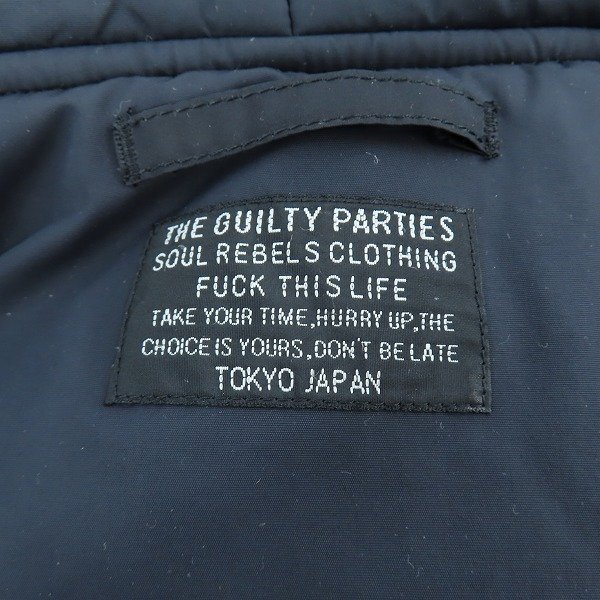 THE GUILTY PARTIES
SOUL REBELS CLOTHING
FUCK THIS LIFE
TAKE YOUR TIME,HURRY UP,THE
CHOICE IS YOURS,DON'T BE LATE
TOKYO JAPAN